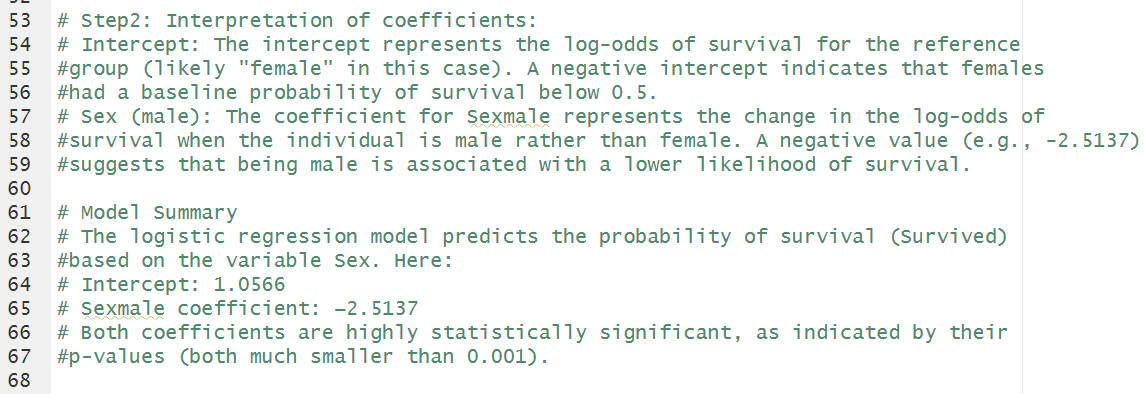 53 # Step2: Interpretation of coefficients:
54 # Intercept: The intercept represents the log-odds of survival for the reference
55 #group (likely "female" in this case). A negative intercept indicates that females
56 #had a baseline probability of survival below 0.5.
57 # Sex (male): The coefficient for Sexmale represents the change in the log-odds of
58 #survival when the individual is male rather than female. A negative value (e.g., -2.5137)
59 #suggests that being male is associated with a lower likelihood of survival.
60
61 # Model Summary
62 # The logistic regression model predicts the probability of survival (Survived)
63 #based on the variable Sex. Here:
64 # Intercept: 1.0566
65 # Sexmale coefficient: −2.5137
66 # Both coefficients are highly statistically significant, as indicated by their
67 #p-values (both much smaller than 0.001).
68